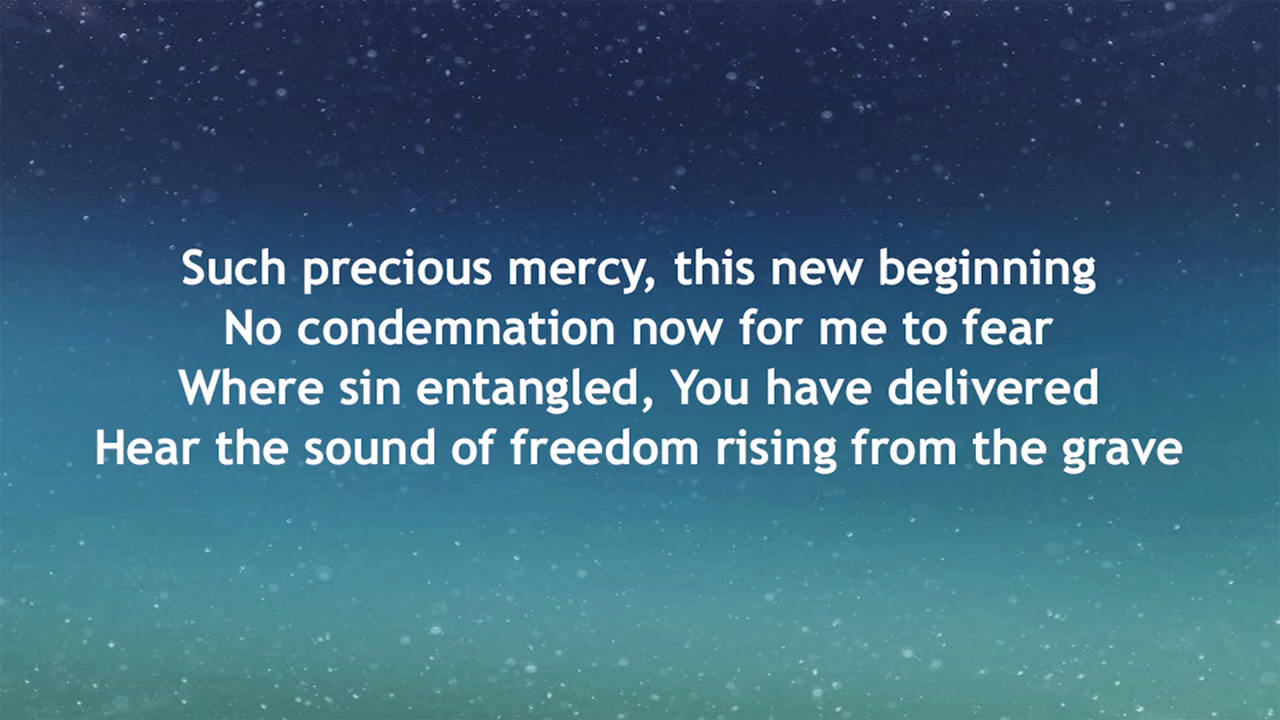 Such precious mercy, this new beginning
No condemnation now for me to fear
Where sin entangled, You have delivered
Hear the sound of freedom rising from the grave